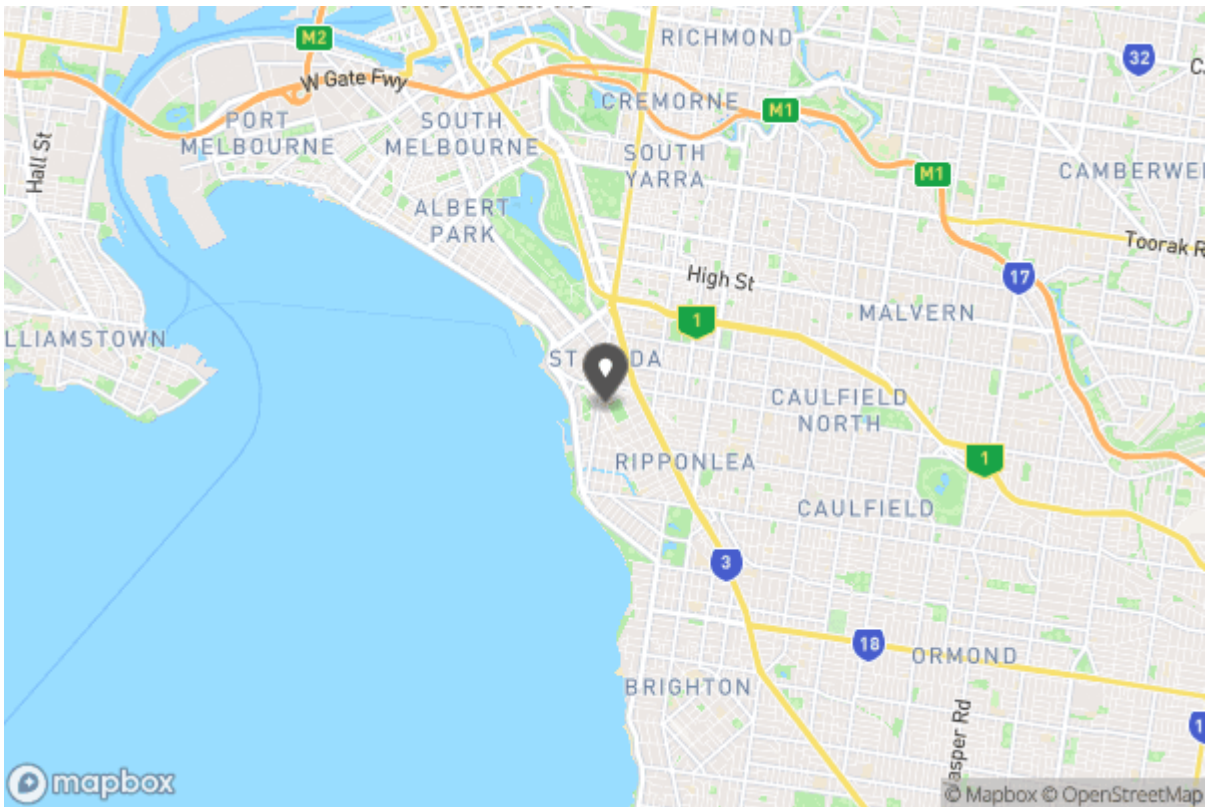 M2
RICHMOND
32
W Gate Fwy
CREMORNE
M1
PORT
MELBOURNE
SOUTH
MELBOURNE
SOUTH
YARRA
Hall St
M1
CAMBERWE
ALBERT
PARK
Toorak R
High St
17
1
MALVERN
LLIAMSTOWN
ST
DA
CAULFIELD
NORTH
RIPPONLEA
1
CAULFIELD
3
18
ORMOND
BRIGHTON
asper Rd
1
mapbox
© Mapbox © OpenStreetMap